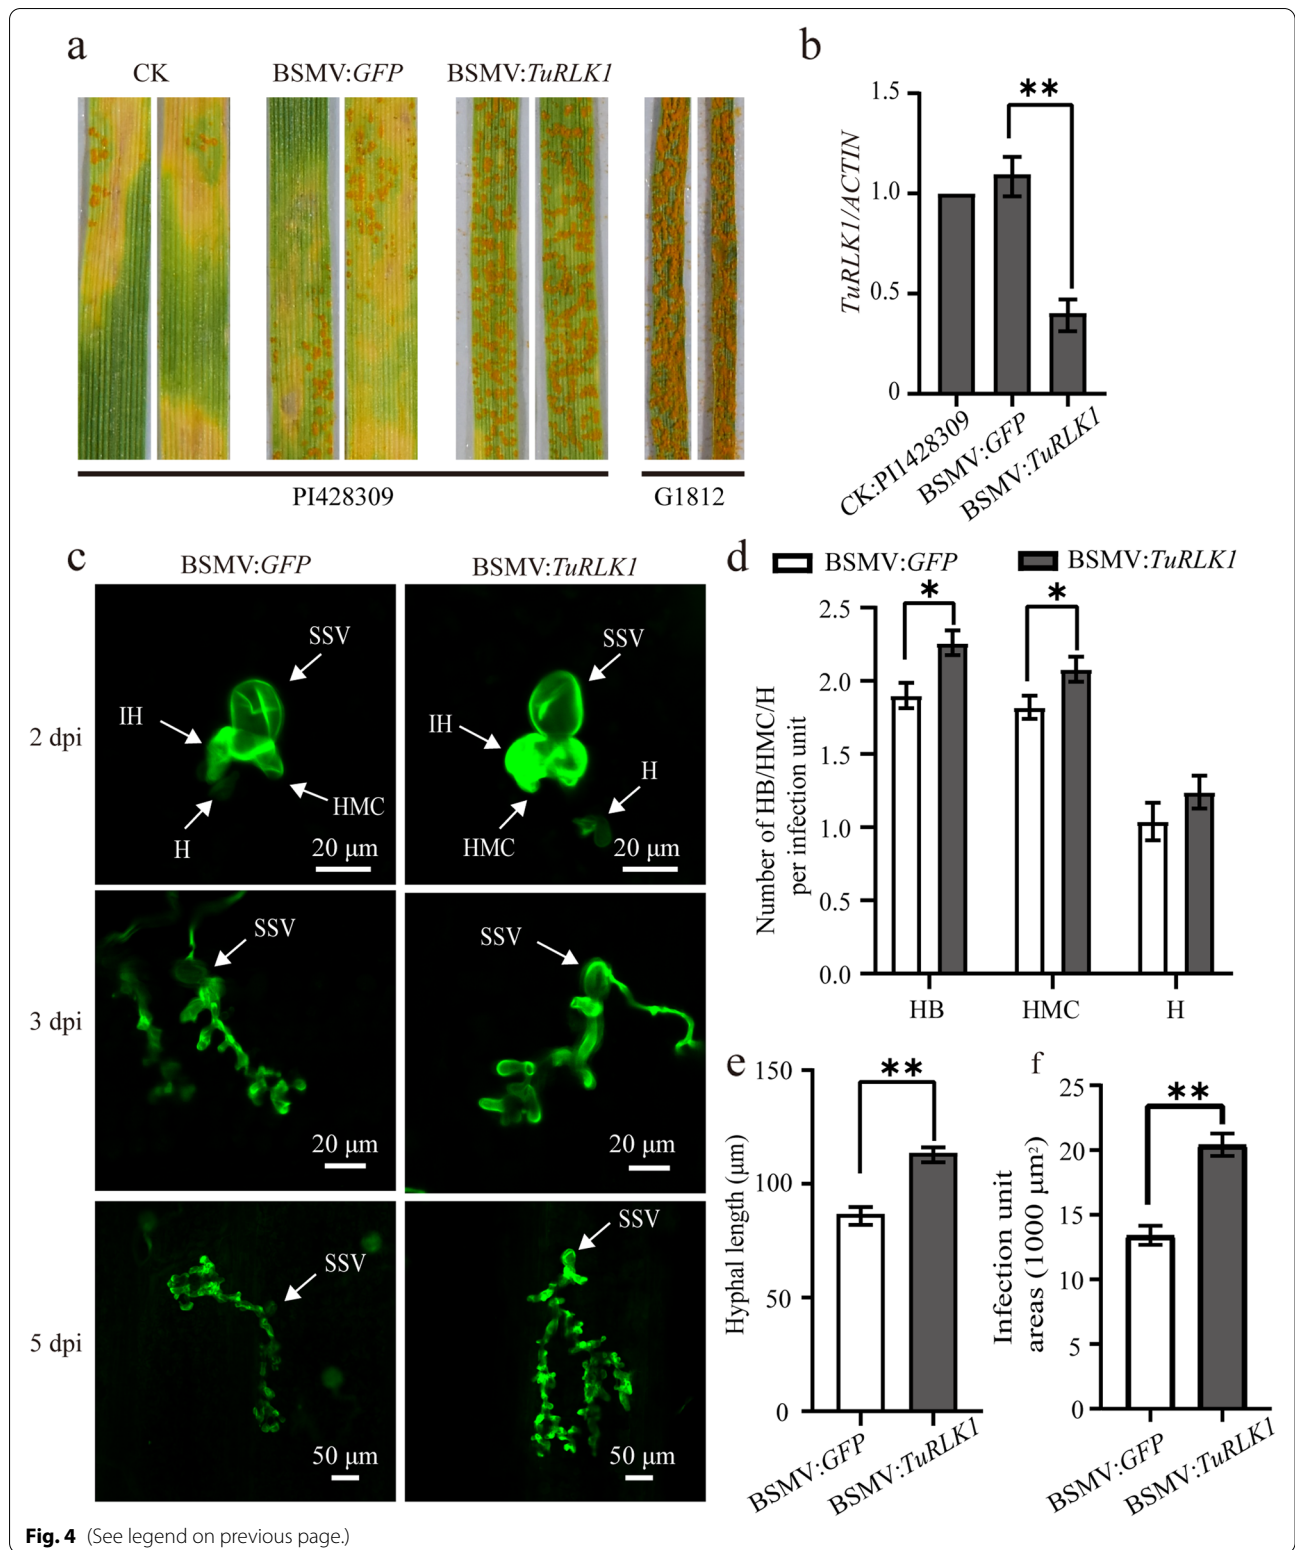 a
CK
BSMV:GFP
BSMV:TuRLK1
PI428309
G1812
b
TuRLK1/ACTIN
1.5
1.0
0.5
0
**
CK:PI1428309
BSMV:GFP
BSMV:TuRLK1
c
BSMV:GFP
BSMV:TuRLK1
2 dpi
SSV
IH
HMC
H
20 μm
SSV
IH
H
HMC
20 μm
3 dpi
SSV
20 μm
SSV
20 μm
5 dpi
SSV
50 μm
SSV
50 μm
d
BSMV:GFP
BSMV:TuRLK1
Number of HB/HMC/H
per infection unit
2.5
2.0
1.5
1.0
0.5
0.0
*
*
HB
HMC
H
e
Hyphal length (μm)
150
100
50
0
**
BSMV:GFP
BSMV:TuRLK1
f
Infection unit
areas (1000 μm²)
25
20
15
10
5
0
**
BSMV:GFP
BSMV:TuRLK1
Fig. 4 (See legend on previous page.)